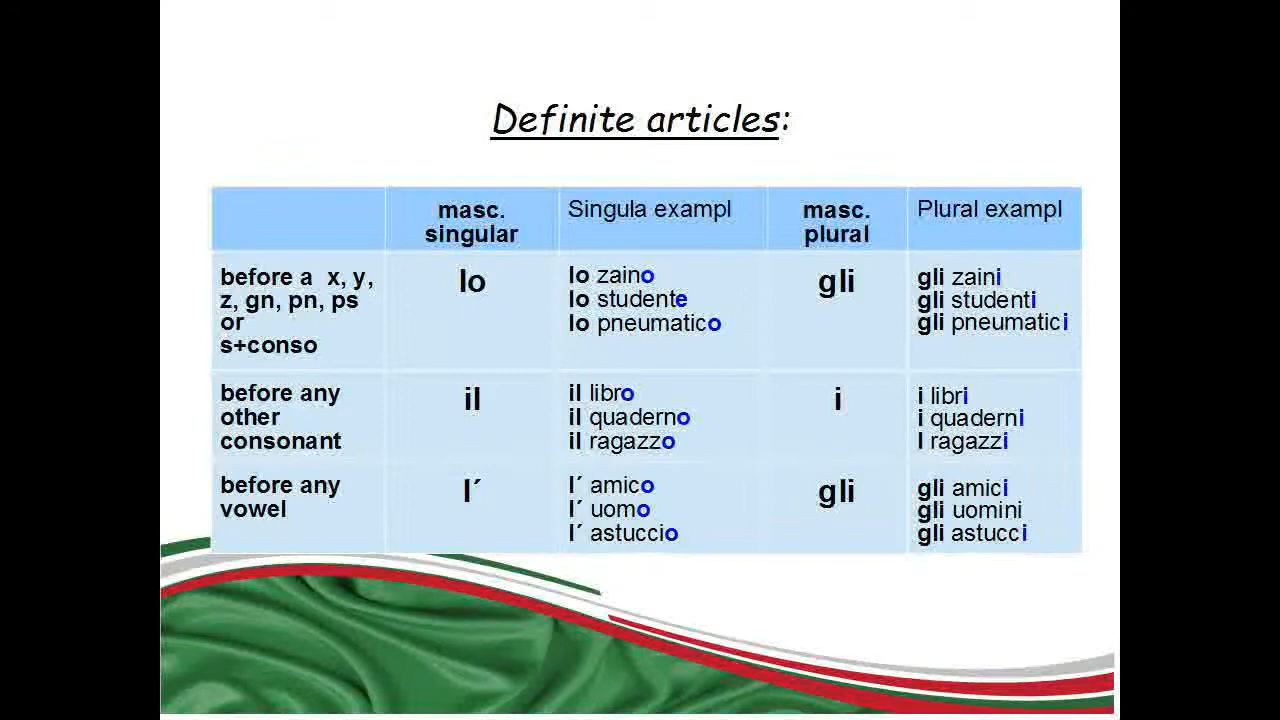 Definite articles:
masc. singular
Singula exampl
masc. plural
Plural exampl
before a x, y,
z, gn, pn, ps
or
s+conso
lo
lo zaino
lo studente
lo pneumatico
gli
gli zaini
gli studenti
gli pneumatici
before any
other
consonant
il
il libro
il quaderno
il ragazzo
i
i libri
i quaderni
I ragazzi
before any
vowel
l´
l´ amico
l´ uomo
l´ astuccio
gli
gli amici
gli uomini
gli astucci